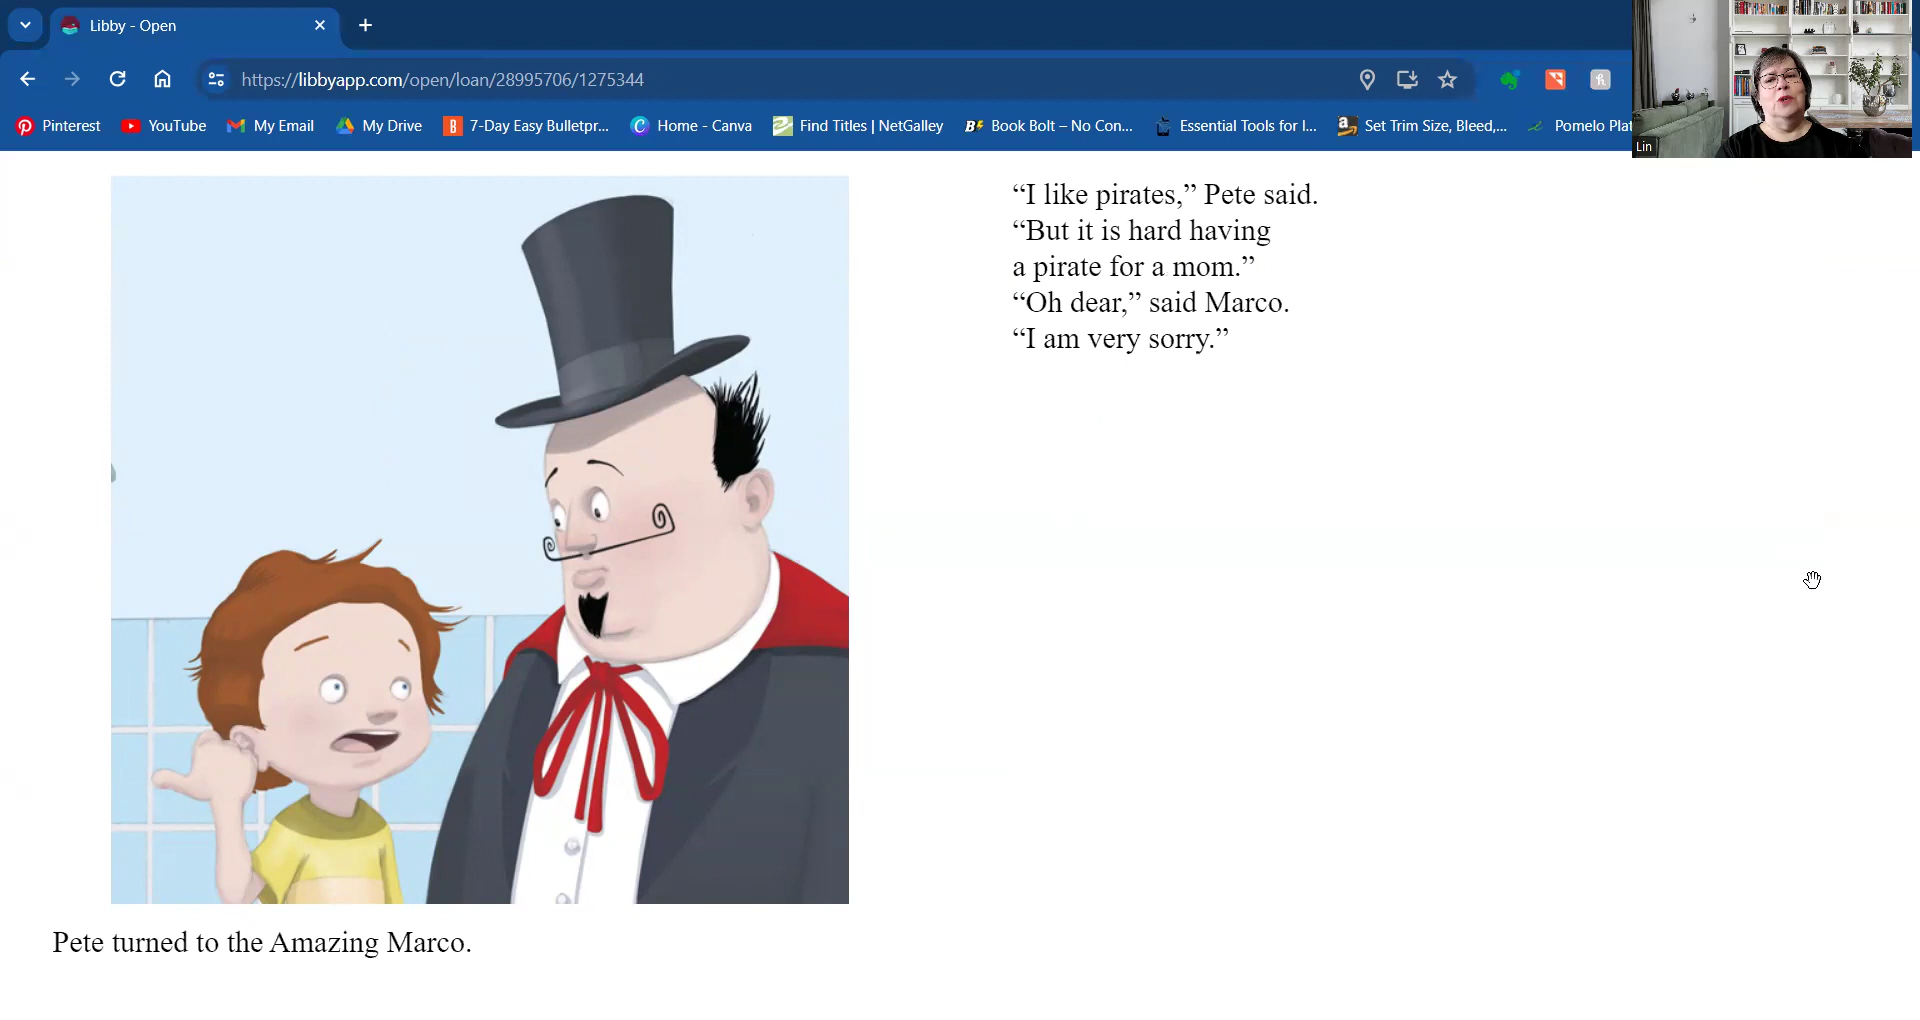 Libby - Open
https://libbyapp.com/open/loan/28995706/1275344
Pinterest
YouTube
My Email
My Drive
7-Day Easy Bulletpr...
Home - Canva
Find Titles | NetGalley
Book Bolt – No Con...
Essential Tools for I...
Set Trim Size, Bleed,...
Pomelo Plat
Lin
Pete turned to the Amazing Marco.
“I like pirates,” Pete said.
“But it is hard having
a pirate for a mom.”
“Oh dear,” said Marco.
“I am very sorry.”